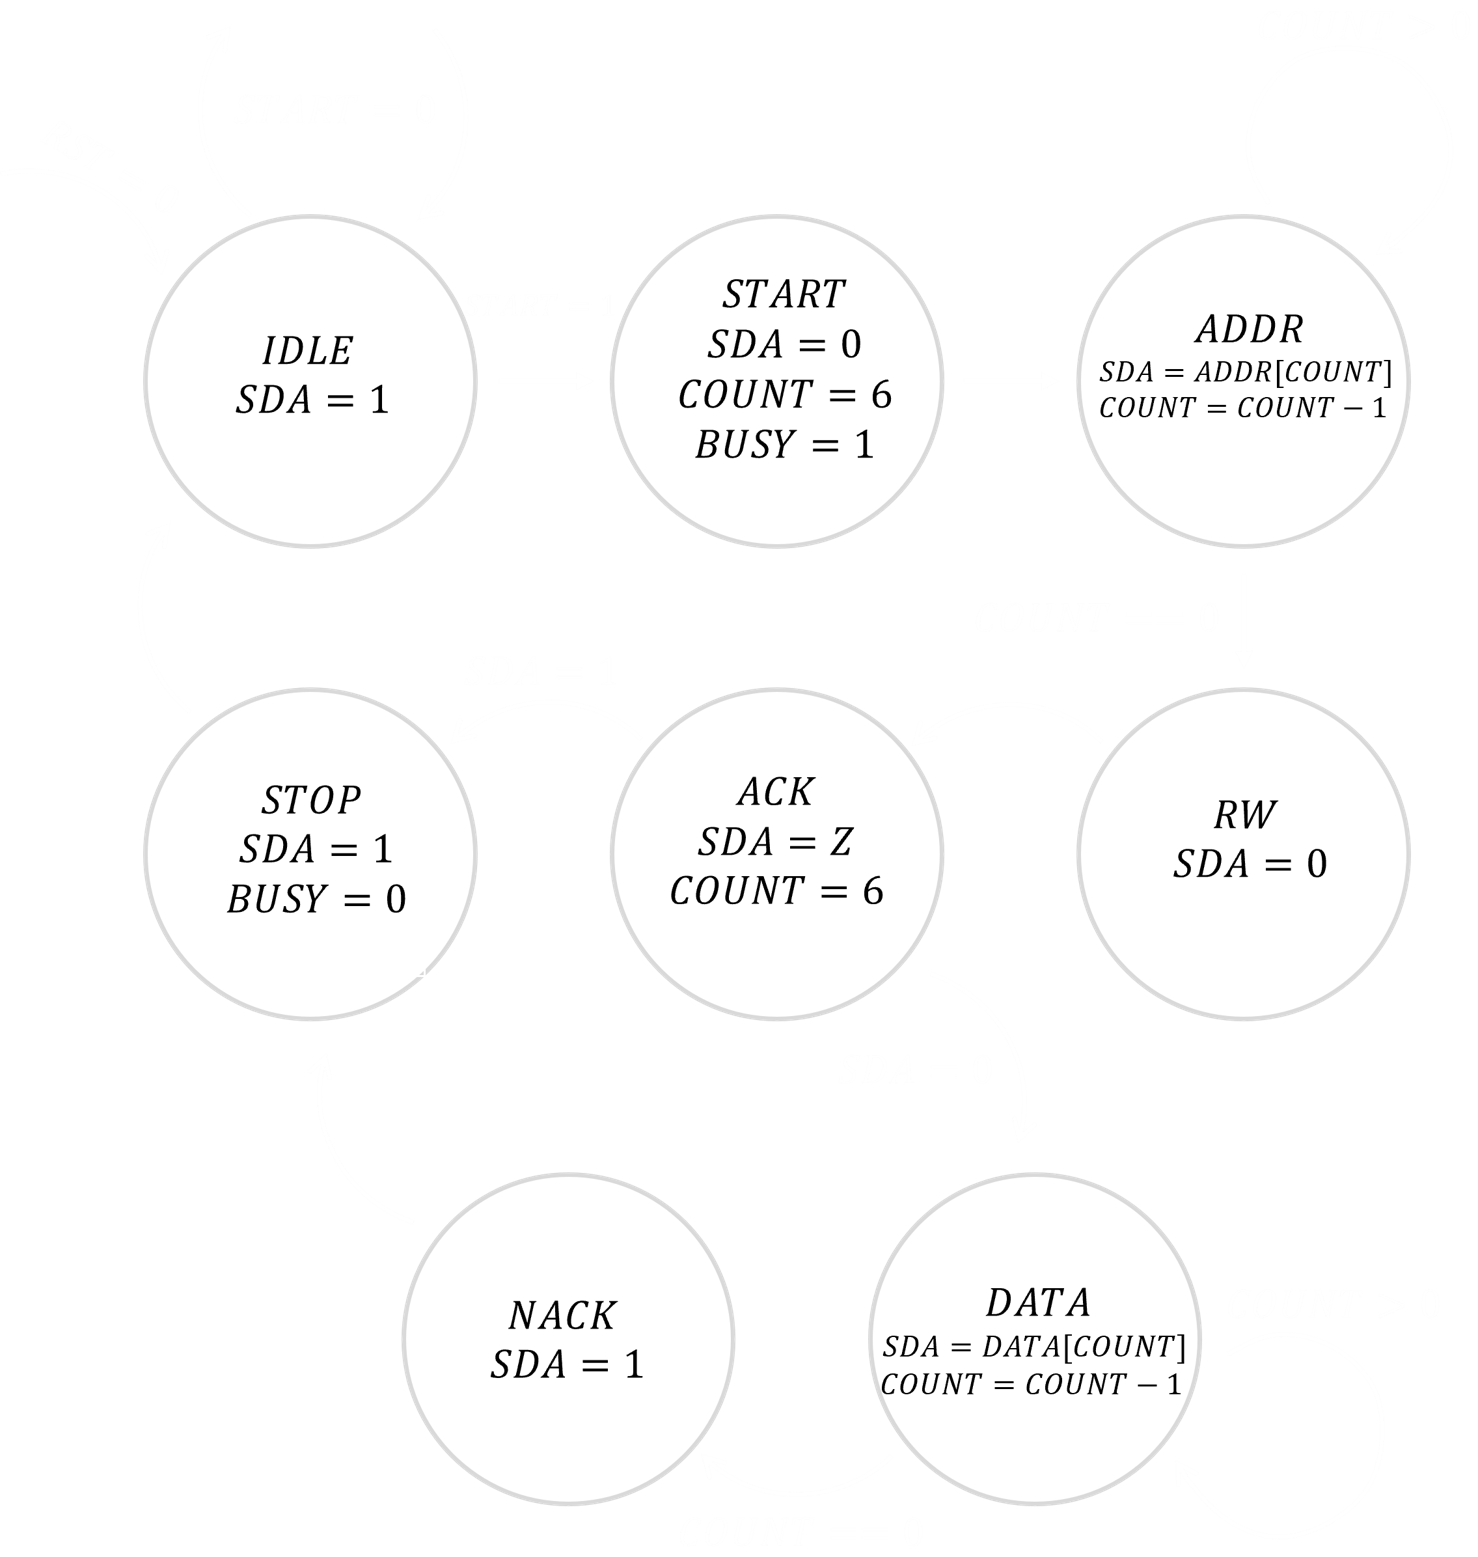 IDLE
SDA = 1
START
SDA = 0
COUNT = 6
BUSY = 1
ADDR
SDA = ADDR[COUNT]
COUNT = COUNT − 1
STOP
SDA = 1
BUSY = 0
ACK
SDA = Z
COUNT = 6
RW
SDA = 0
NACK
SDA = 1
DATA
SDA = DATA[COUNT]
COUNT = COUNT − 1